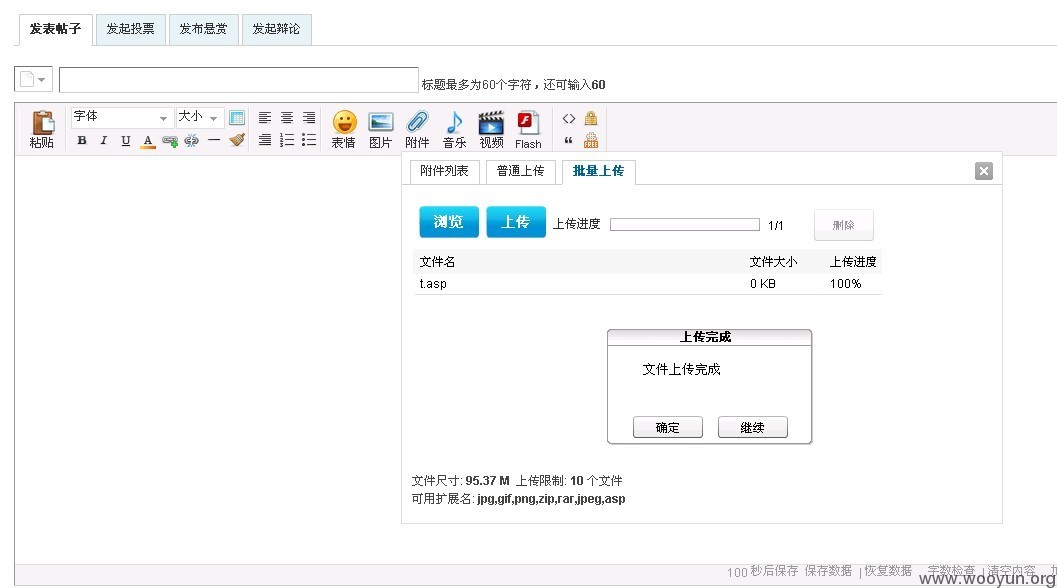 发表帖子 发起投票 发布悬赏 发起辩论
标题最多为60个字符，还可输入60
字体 大小
粘贴 B I U A 表情 图片 附件 音乐 视频 Flash
附件列表 普通上传 批量上传
浏览 上传 上传进度 1/1 删除
文件名 文件大小 上传进度
t.asp 0 KB 100%
上传完成
文件上传完成
确定 继续
文件尺寸: 95.37 M 上传限制: 10 个文件
可用扩展名: jpg,gif,png,zip,rar,jpeg,asp
100 秒后保存 保存数据 | 恢复数据 字数检查 | 清空内容
www.wooyun.org